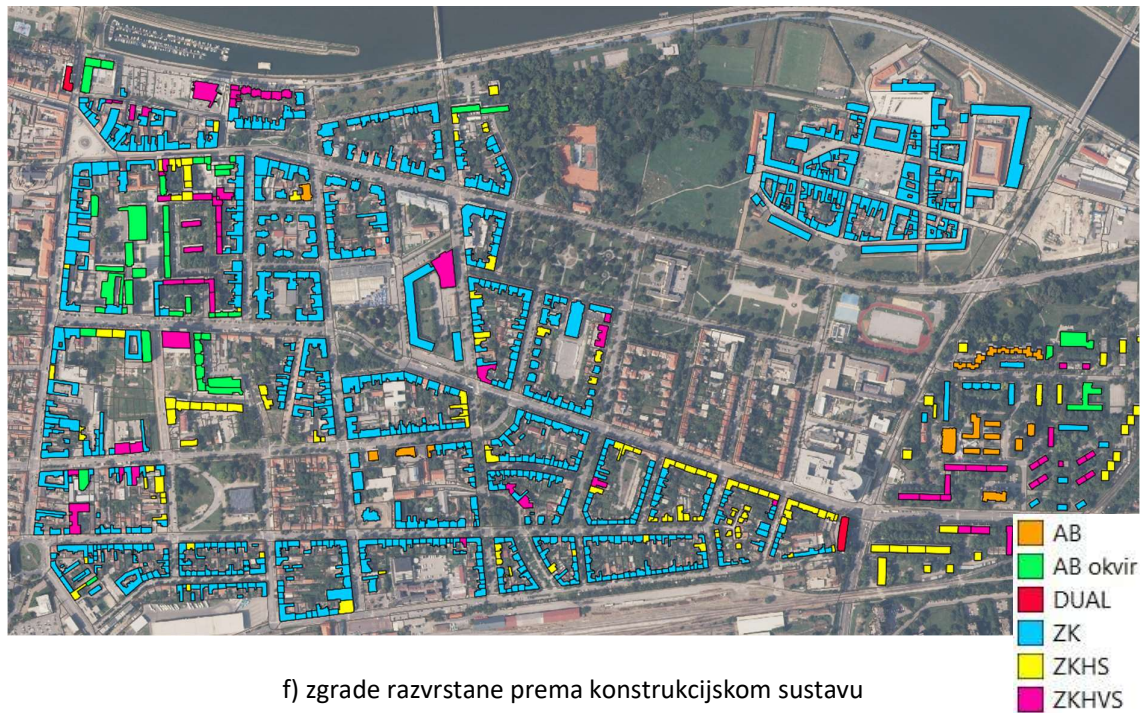 AB
AB okvir
DUAL
ZK
ZKHS
ZKHVS
f) zgrade razvrstane prema konstrukcijskom sustavu